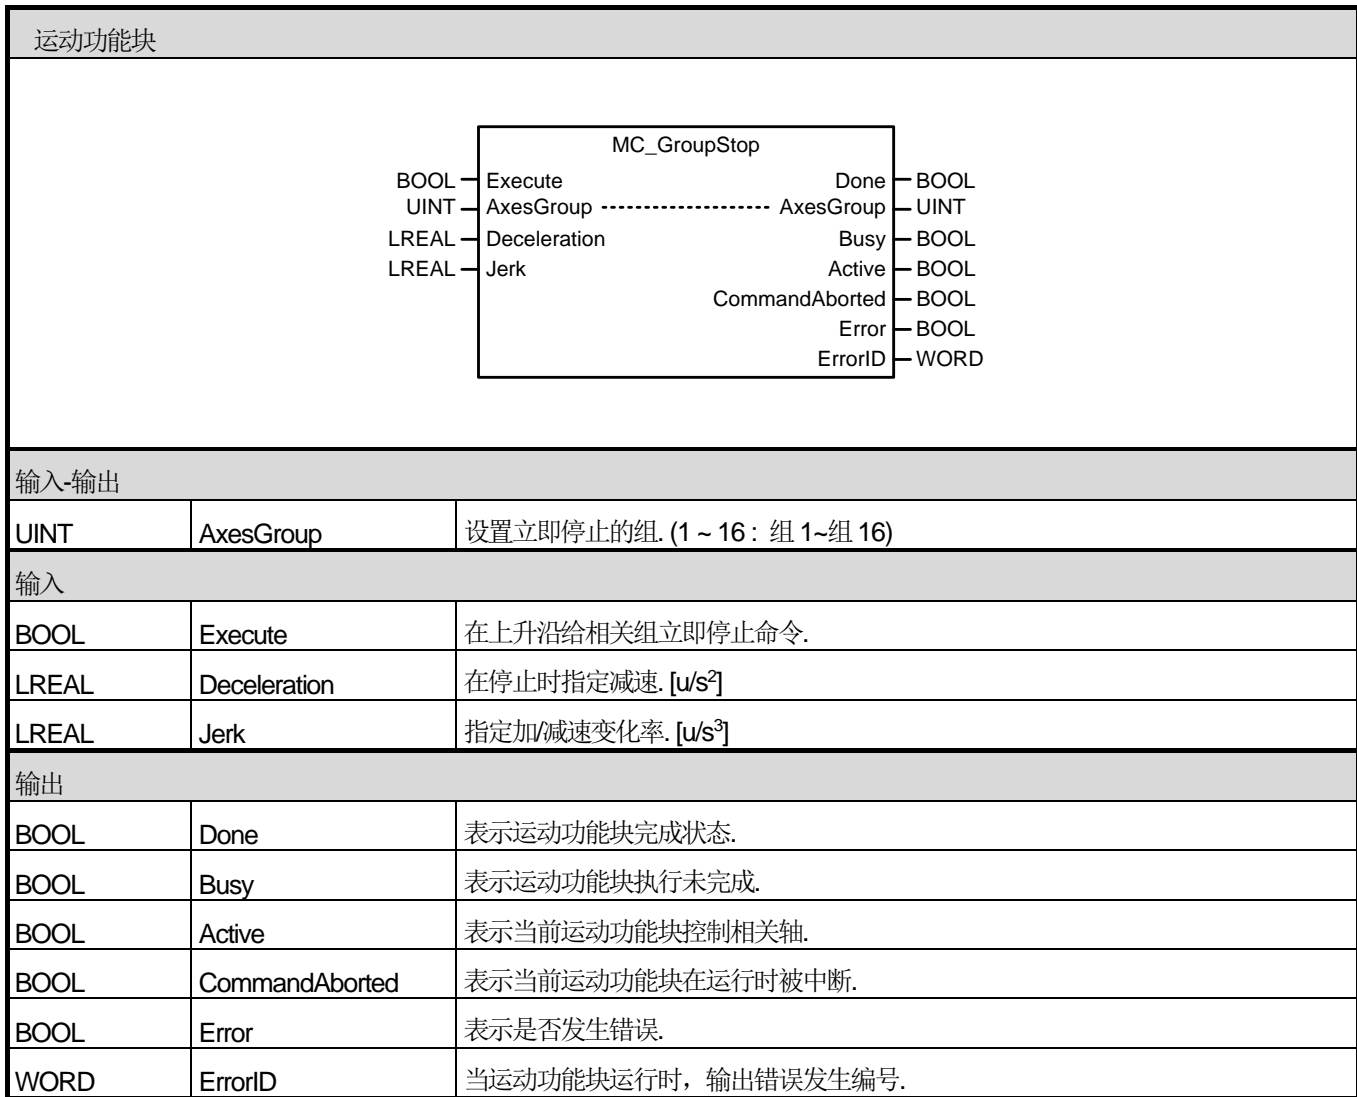 运动功能块
MC_GroupStop
BOOL Execute Done BOOL
UINT AxesGroup AxesGroup UINT
LREAL Deceleration Busy BOOL
LREAL Jerk Active BOOL
CommandAborted BOOL
Error BOOL
ErrorID WORD
输入-输出
UINT AxesGroup 设置立即停止的组. (1 ~ 16 : 组 1~组 16)
输入
BOOL Execute 在上升沿给相关组立即停止命令.
LREAL Deceleration 在停止时指定减速. [u/s²]
LREAL Jerk 指定加/减速变化率. [u/s³]
输出
BOOL Done 表示运动功能块完成状态.
BOOL Busy 表示运动功能块执行未完成.
BOOL Active 表示当前运动功能块控制相关轴.
BOOL CommandAborted 表示当前运动功能块在运行时被中断.
BOOL Error 表示是否发生错误.
WORD ErrorID 当运动功能块运行时，输出错误发生编号.